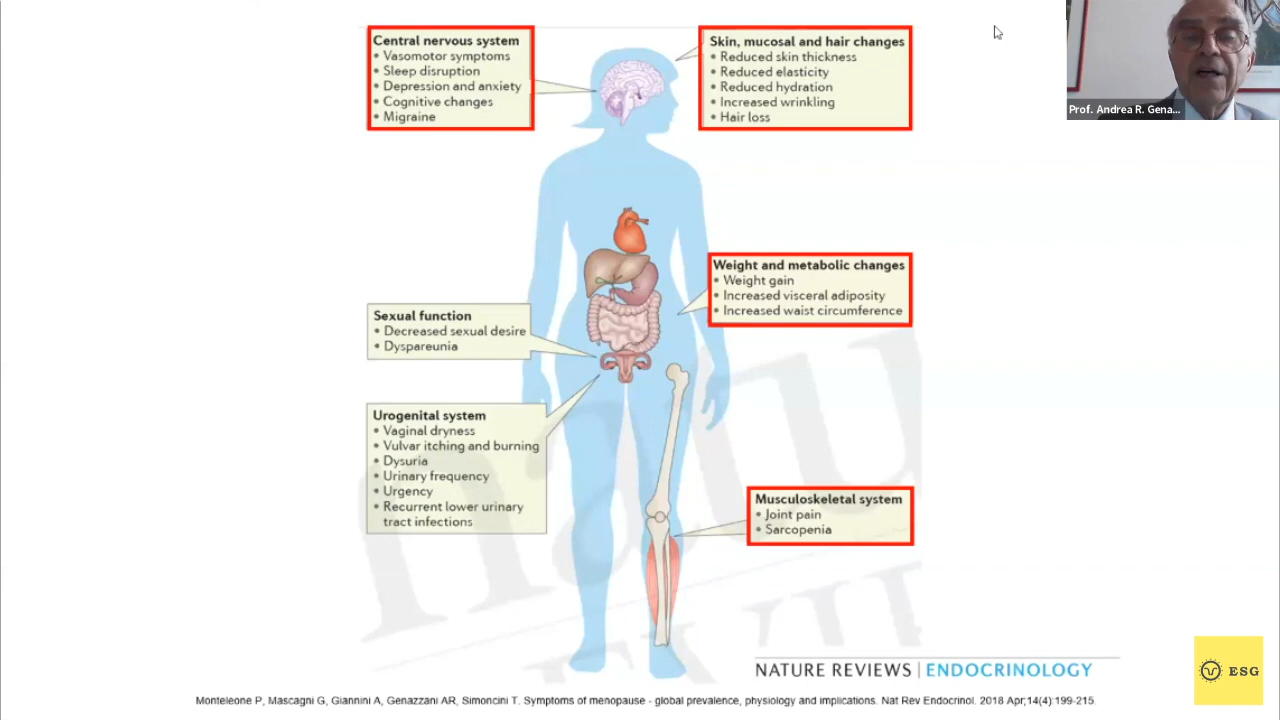 Central nervous system
• Vasomotor symptoms
• Sleep disruption
• Depression and anxiety
• Cognitive changes
• Migraine
Skin, mucosal and hair changes
• Reduced skin thickness
• Reduced elasticity
• Reduced hydration
• Increased wrinkling
• Hair loss
Prof. Andrea R. Gena...
Weight and metabolic changes
• Weight gain
• Increased visceral adiposity
• Increased waist circumference
Sexual function
• Decreased sexual desire
• Dyspareunia
Urogenital system
• Vaginal dryness
• Vulvar itching and burning
• Dysuria
• Urinary frequency
• Urgency
• Recurrent lower urinary
tract infections
Musculoskeletal system
• Joint pain
• Sarcopenia
NATURE REVIEWS | ENDOCRINOLOGY
ESG
Monteleone P, Mascagni G, Giannini A, Genazzani AR, Simoncini T. Symptoms of menopause - global prevalence, physiology and implications. Nat Rev Endocrinol. 2018 Apr;14(4):199-215.